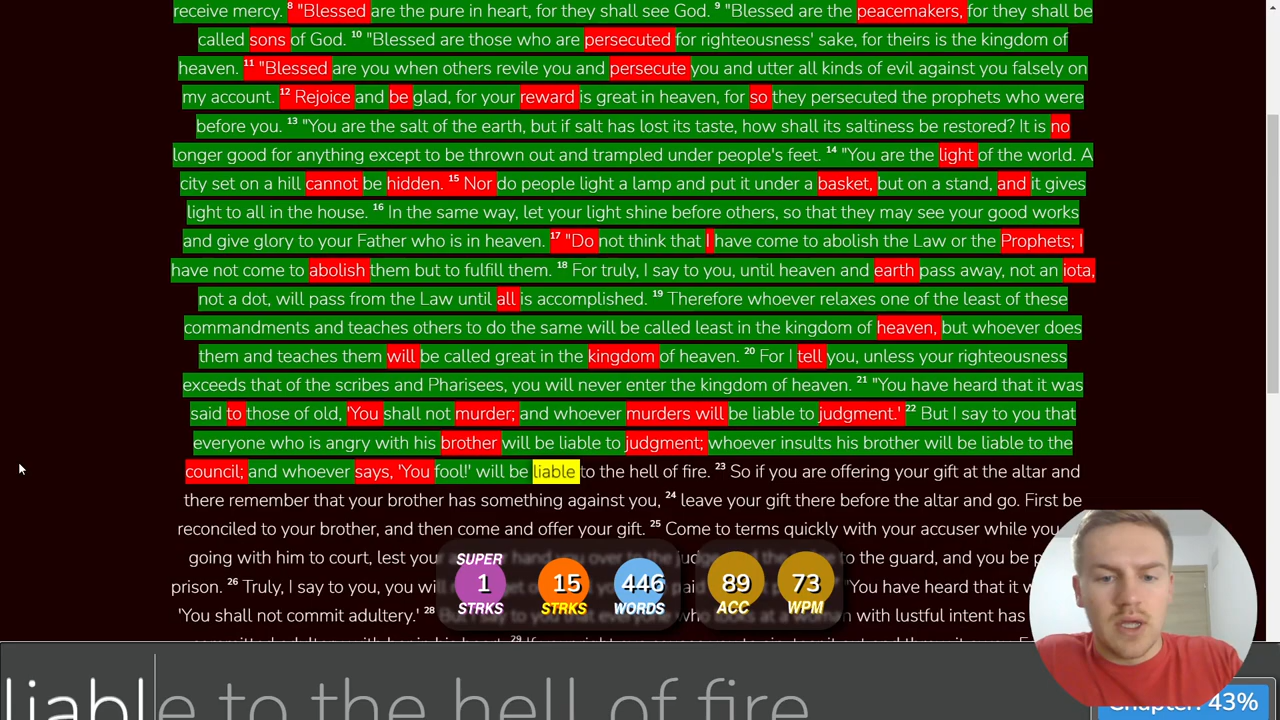 receive mercy. 8 "Blessed are the pure in heart, for they shall see God. 9 "Blessed are the peacemakers, for they shall be
called sons of God. 10 "Blessed are those who are persecuted for righteousness' sake, for theirs is the kingdom of
heaven. 11 "Blessed are you when others revile you and persecute you and utter all kinds of evil against you falsely on
my account. 12 Rejoice and be glad, for your reward is great in heaven, for so they persecuted the prophets who were
before you. 13 "You are the salt of the earth, but if salt has lost its taste, how shall its saltiness be restored? It is no
longer good for anything except to be thrown out and trampled under people's feet. 14 "You are the light of the world. A
city set on a hill cannot be hidden. 15 Nor do people light a lamp and put it under a basket, but on a stand, and it gives
light to all in the house. 16 In the same way, let your light shine before others, so that they may see your good works
and give glory to your Father who is in heaven. 17 "Do not think that I have come to abolish the Law or the Prophets; I
have not come to abolish them but to fulfill them. 18 For truly, I say to you, until heaven and earth pass away, not an iota,
not a dot, will pass from the Law until all is accomplished. 19 Therefore whoever relaxes one of the least of these
commandments and teaches others to do the same will be called least in the kingdom of heaven, but whoever does
them and teaches them will be called great in the kingdom of heaven. 20 For I tell you, unless your righteousness
exceeds that of the scribes and Pharisees, you will never enter the kingdom of heaven. 21 "You have heard that it was
said to those of old, 'You shall not murder; and whoever murders will be liable to judgment.' 22 But I say to you that
everyone who is angry with his brother will be liable to judgment; whoever insults his brother will be liable to the
council; and whoever says, 'You fool!' will be liable to the hell of fire. 23 So if you are offering your gift at the altar and
there remember that your brother has something against you, 24 leave your gift there before the altar and go. First be
reconciled to your brother, and then come and offer your gift. 25 Come to terms quickly with your accuser while you
going with him to court, lest your hand you over to the judge to the guard, and you be
prison. 26 Truly, I say to you, you paid "You have heard that it
'You shall not commit adultery.' 28 who with lustful intent has
SUPER
1 15 446 89 73
STRKS STRKS WORDS ACC WPM
liable to the hell of fire
Chapter: 43%